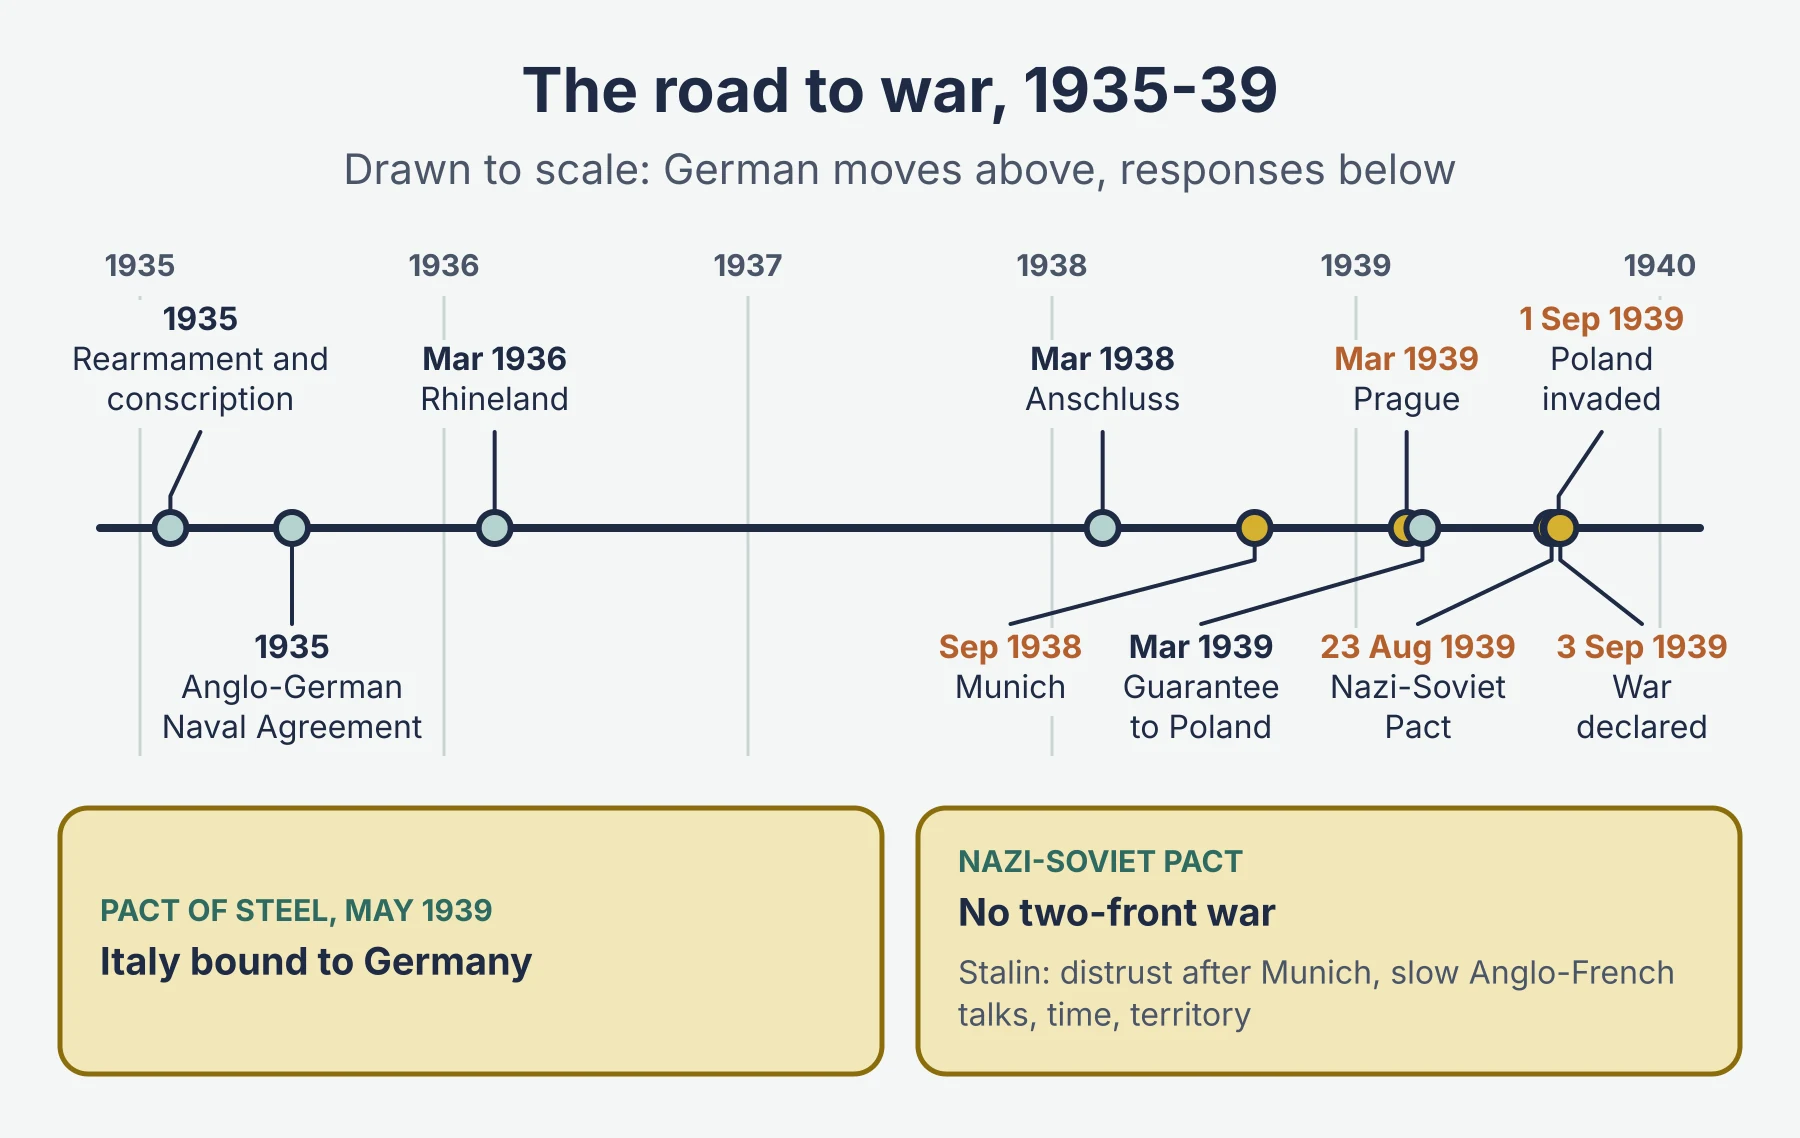 The road to war, 1935-39
Drawn to scale: German moves above, responses below
1935
1936
1937
1938
1939
1940
1935
Rearmament and
conscription
Mar 1936
Rhineland
Mar 1938
Anschluss
Mar 1939
Prague
1 Sep 1939
Poland
invaded
1935
Anglo-German
Naval Agreement
Sep 1938
Munich
Mar 1939
Guarantee
to Poland
23 Aug 1939
Nazi-Soviet
Pact
3 Sep 1939
War
declared
PACT OF STEEL, MAY 1939
Italy bound to Germany
NAZI-SOVIET PACT
No two-front war
Stalin: distrust after Munich, slow Anglo-French
talks, time, territory